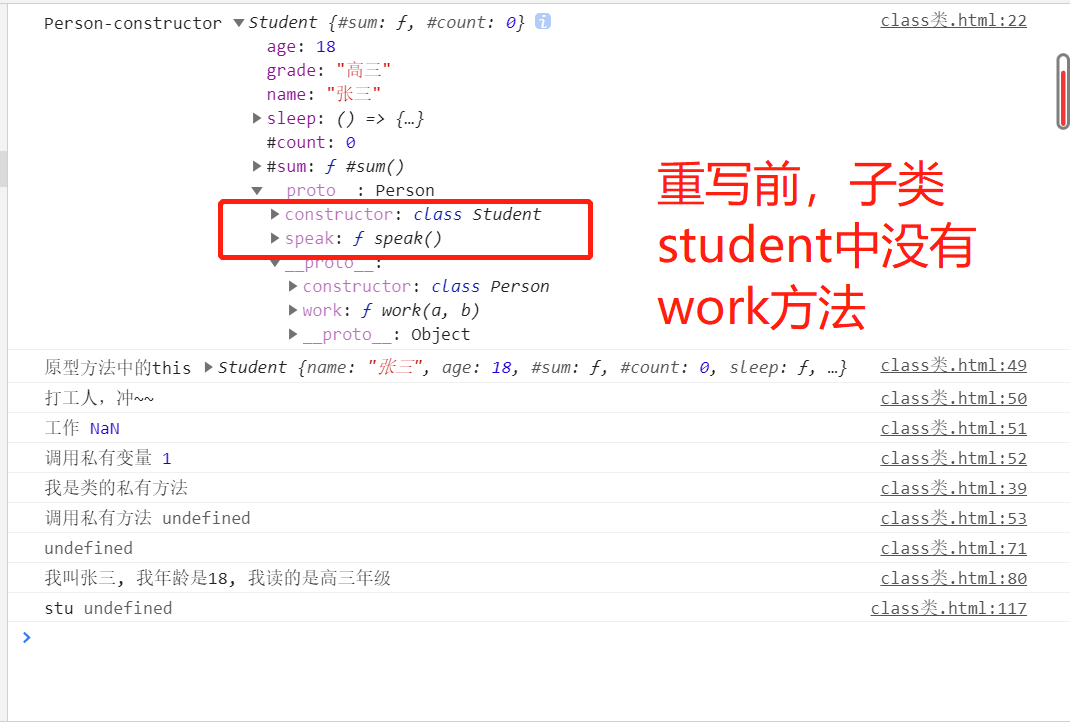 Person-constructor ▼Student {#sum: ƒ, #count: 0} i class类.html:22
age: 18
grade: "高三"
name: "张三"
▶sleep: () => {…}
#count: 0
▶#sum: ƒ #sum()
▼__proto__: Person
▶constructor: class Student
▶speak: ƒ speak()
▼__proto__:
▶constructor: class Person
▶work: ƒ work(a, b)
▶__proto__: Object
重写前，子类
student中没有
work方法
原型方法中的this ▶Student {name: "张三", age: 18, #sum: ƒ, #count: 0, sleep: ƒ, …} class类.html:49
打工人，冲~~ class类.html:50
工作 NaN class类.html:51
调用私有变量 1 class类.html:52
我是类的私有方法 class类.html:39
调用私有方法 undefined class类.html:53
undefined class类.html:71
我叫张三, 我年龄是18, 我读的是高三年级 class类.html:80
stu undefined class类.html:117